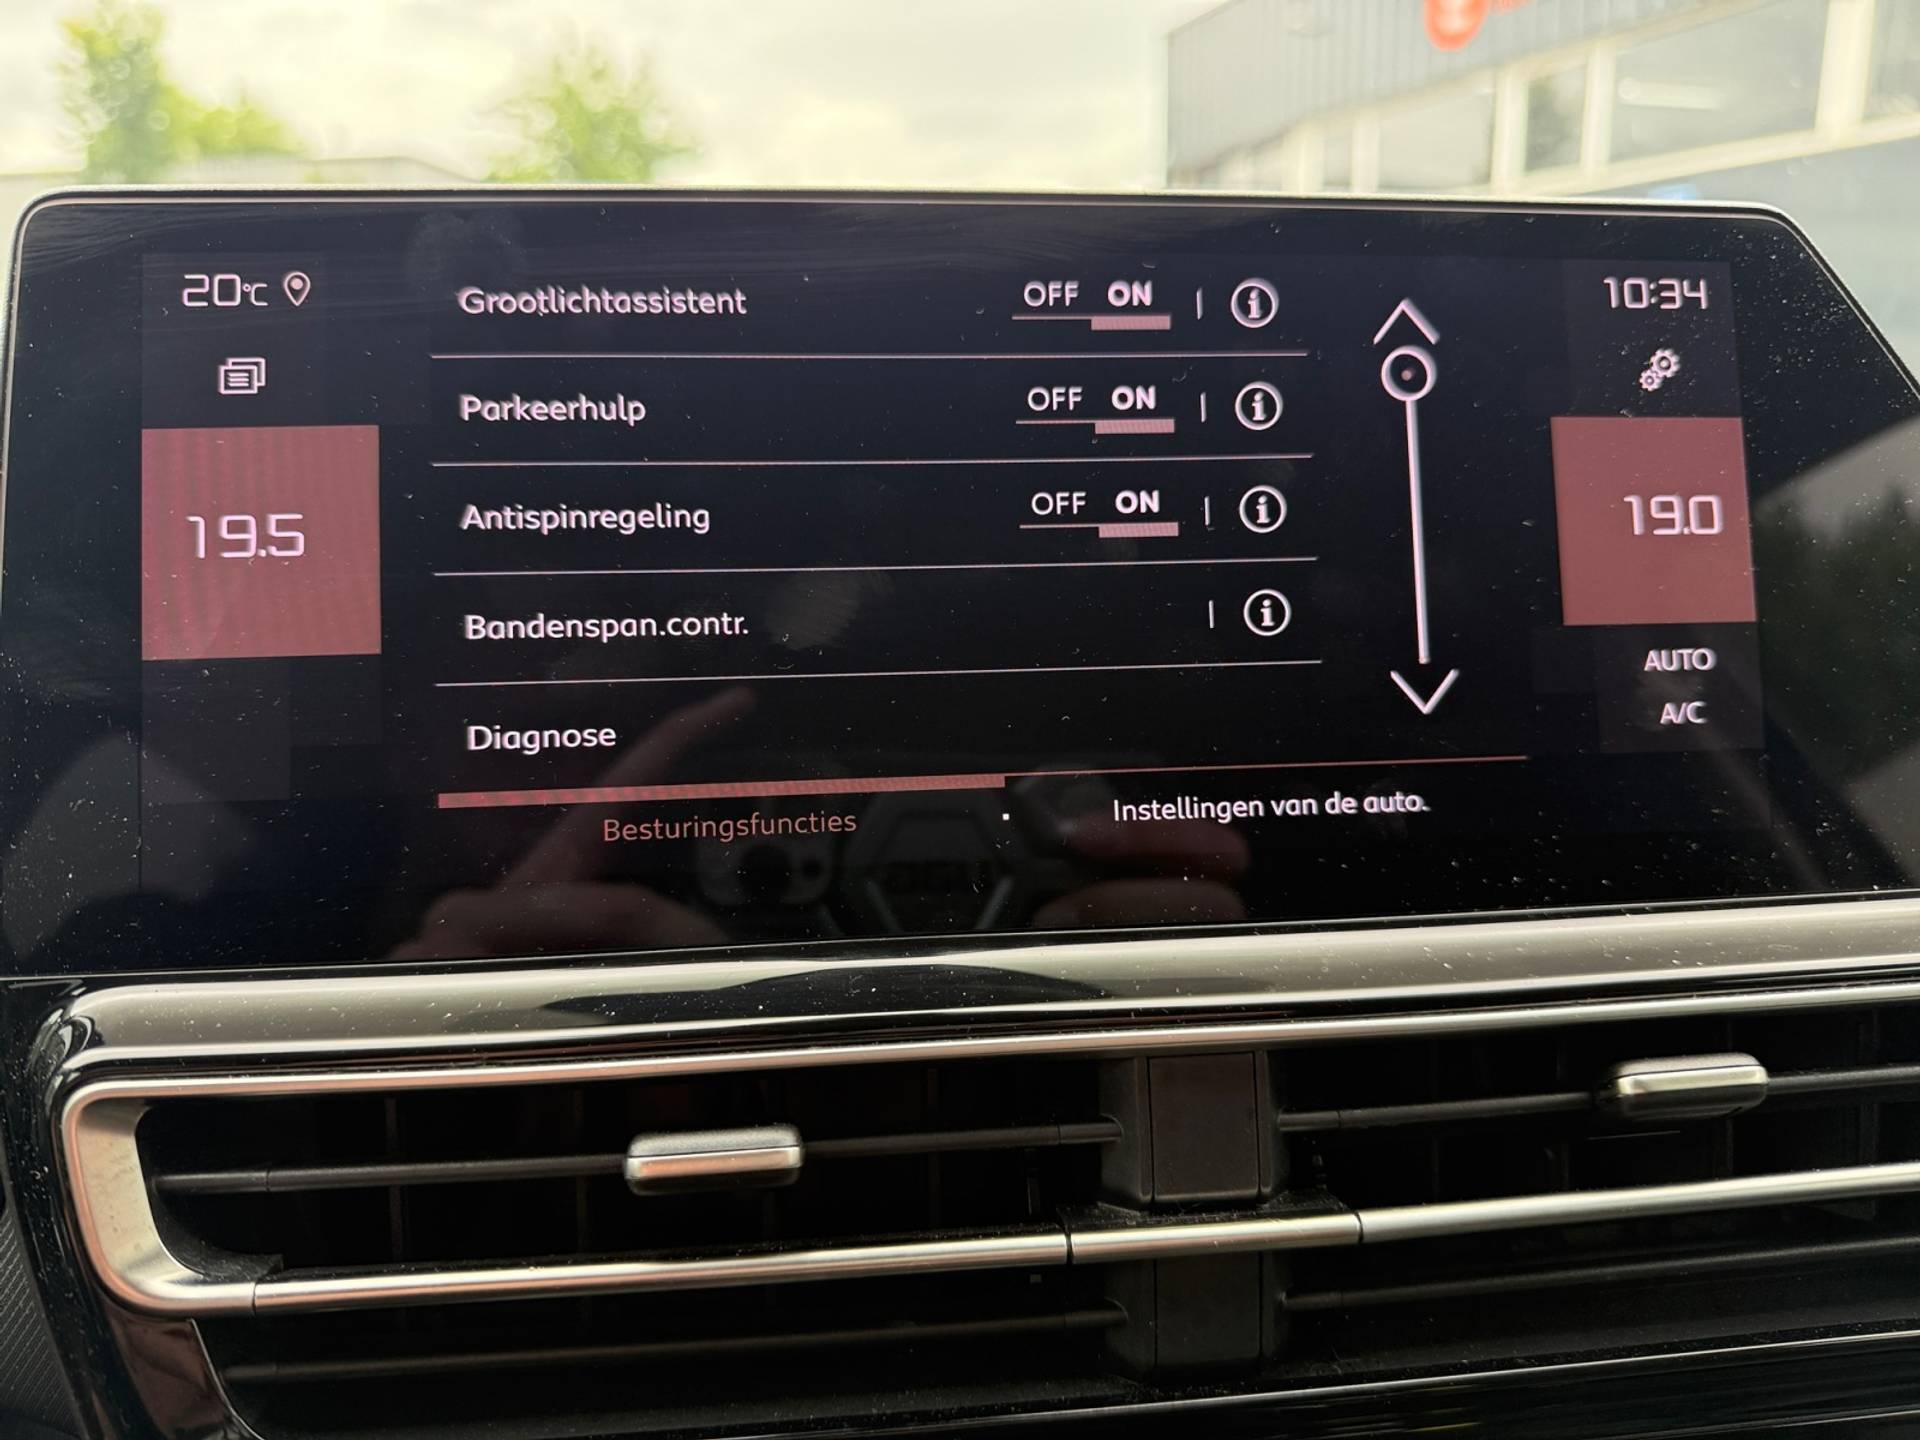 20°C
10:34
Grootlichtassistent OFF ON
Parkeerhulp OFF ON
19.5
19.0
Antispinregeling OFF ON
Bandenspan.contr.
AUTO
A/C
Diagnose
Besturingsfuncties
Instellingen van de auto.